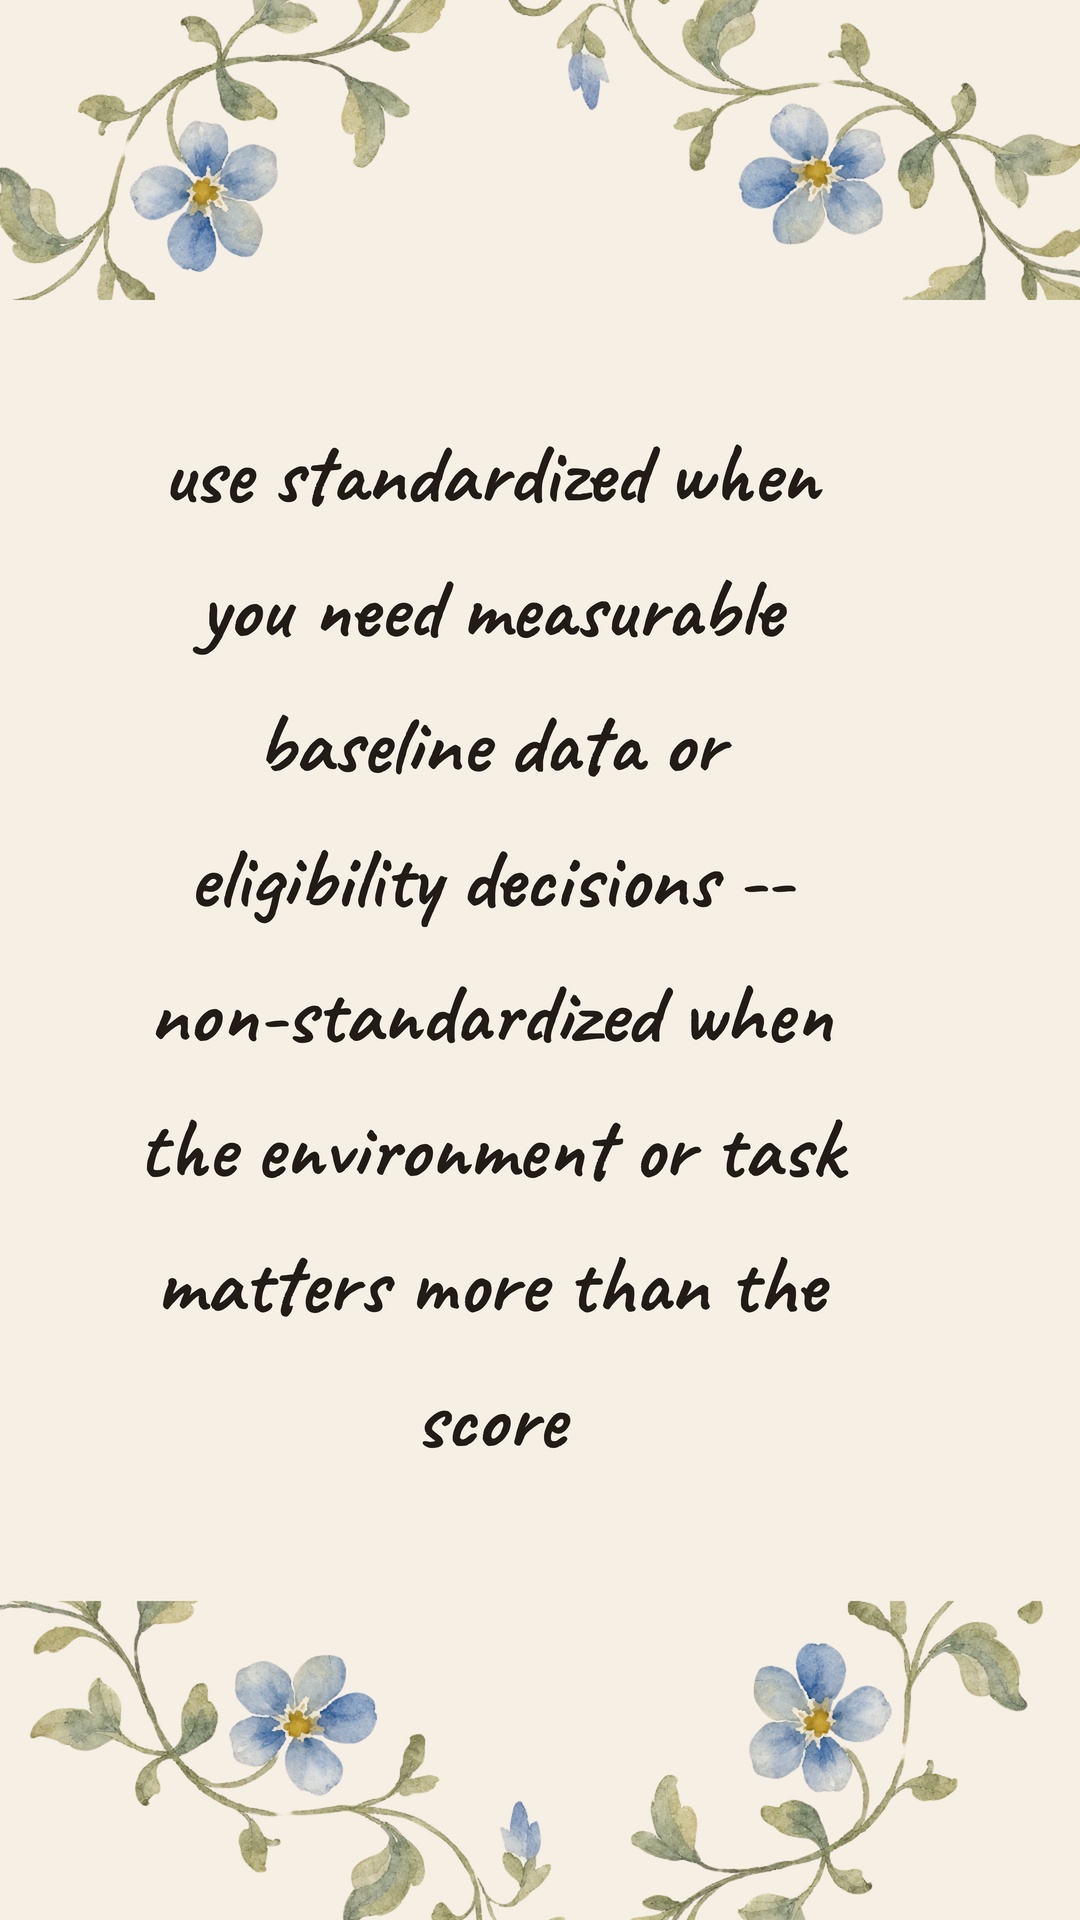 use standardized when
you need measurable
baseline data or
eligibility decisions --
non-standardized when
the environment or task
matters more than the
score